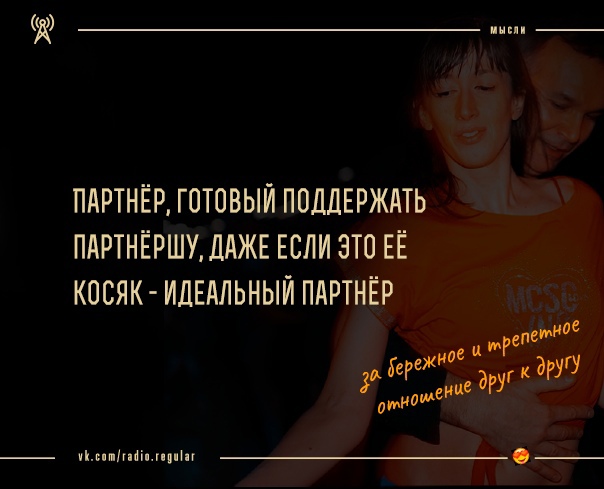 МЫСЛИ
ПАРТНЁР, ГОТОВЫЙ ПОДДЕРЖАТЬ
ПАРТНЁРШУ, ДАЖЕ ЕСЛИ ЭТО ЕЁ
КОСЯК - ИДЕАЛЬНЫЙ ПАРТНЁР
за бережное и трепетное
отношение друг к другу
vk.com/radio.regular